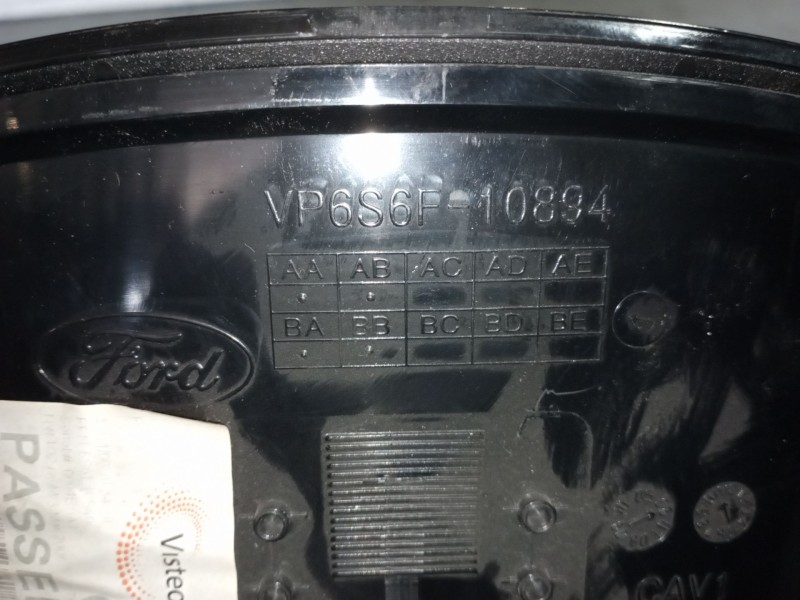 VP6S6F-10894
AA AB AC AD AE
BA BB BC BD BE
Ford
PASSE
Visteo
CAV1